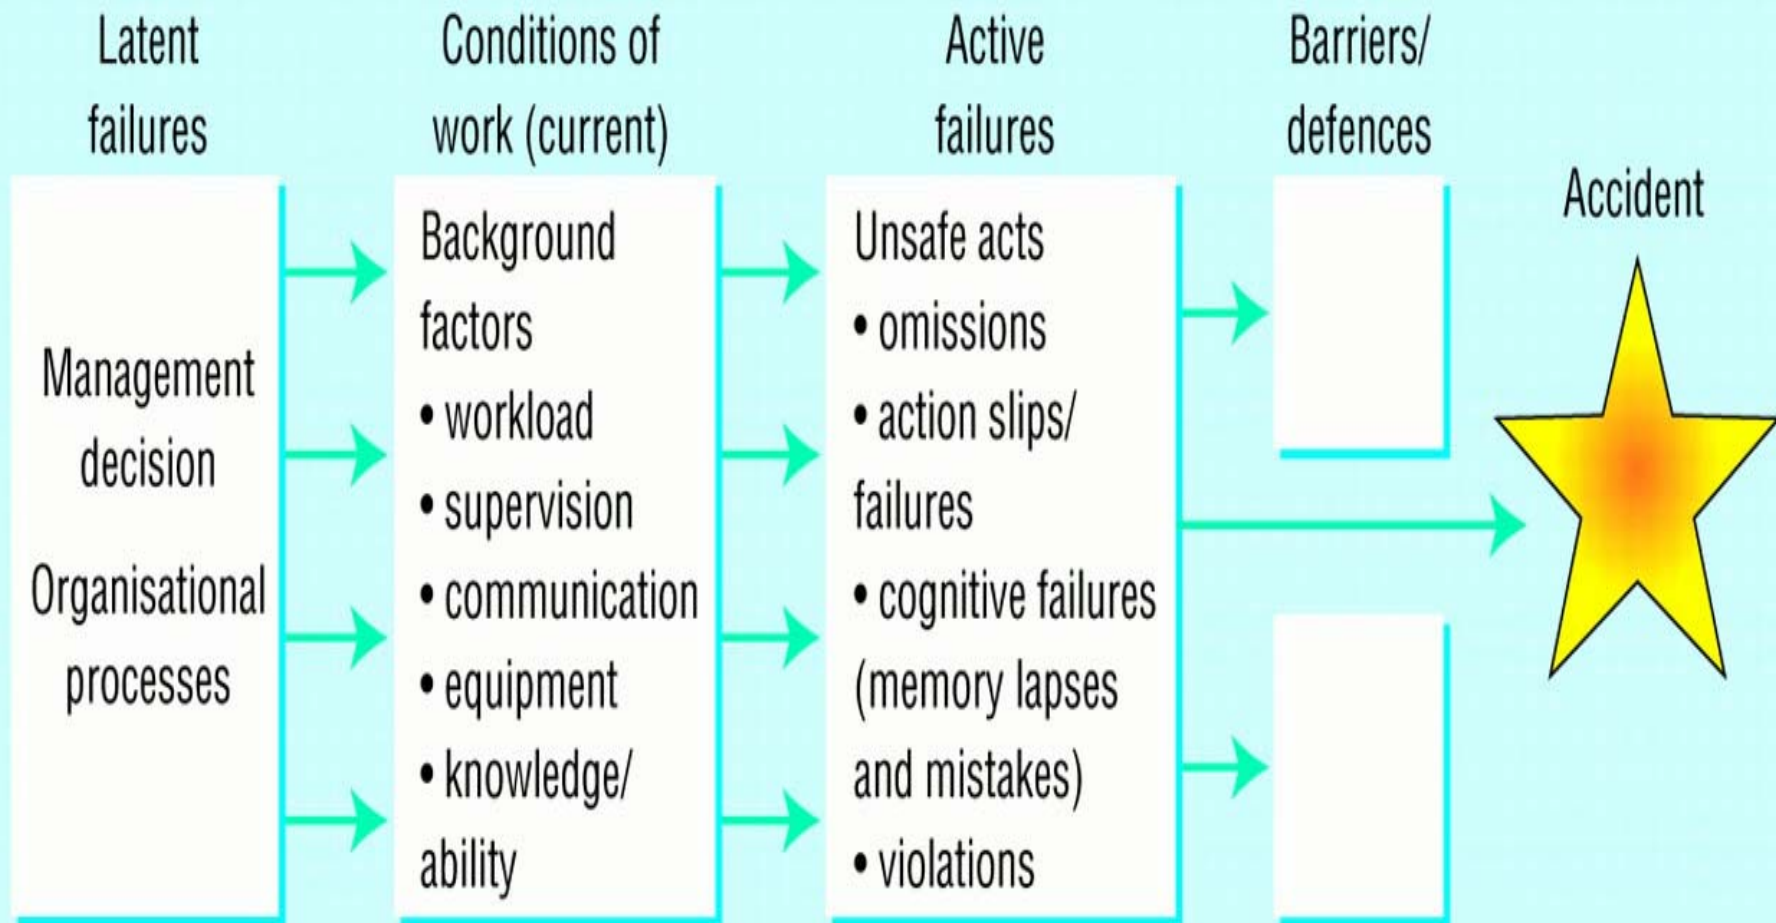 Latent
failures
Conditions of
work (current)
Active
failures
Barriers/
defences
Accident
Management
decision
Organisational
processes
Background
factors
• workload
• supervision
• communication
• equipment
• knowledge/
ability
Unsafe acts
• omissions
• action slips/
failures
• cognitive failures
(memory lapses
and mistakes)
• violations